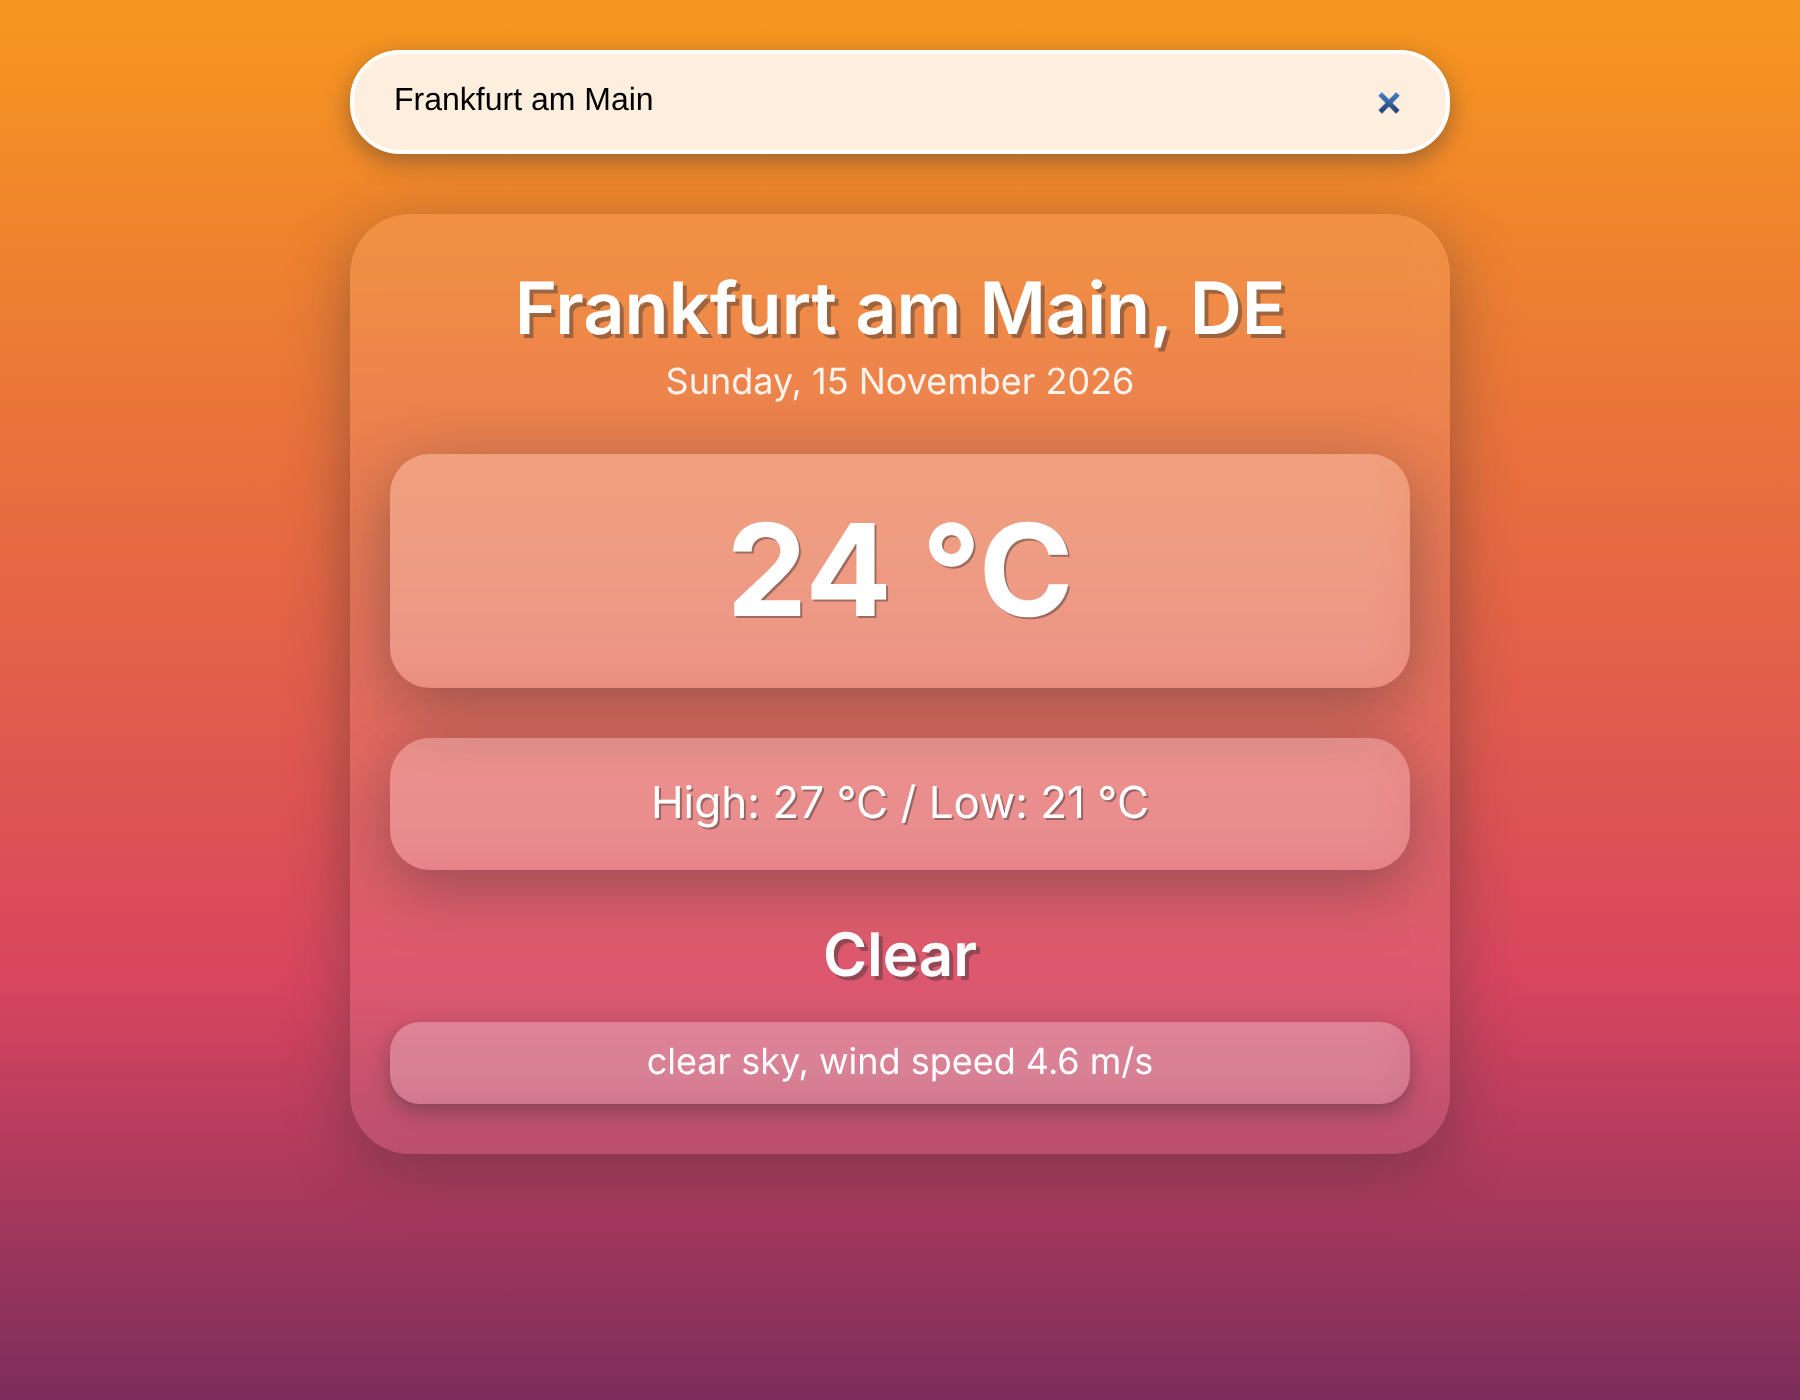 Frankfurt am Main
Frankfurt am Main, DE
Sunday, 15 November 2026
24 °C
High: 27 °C / Low: 21 °C
Clear
clear sky, wind speed 4.6 m/s